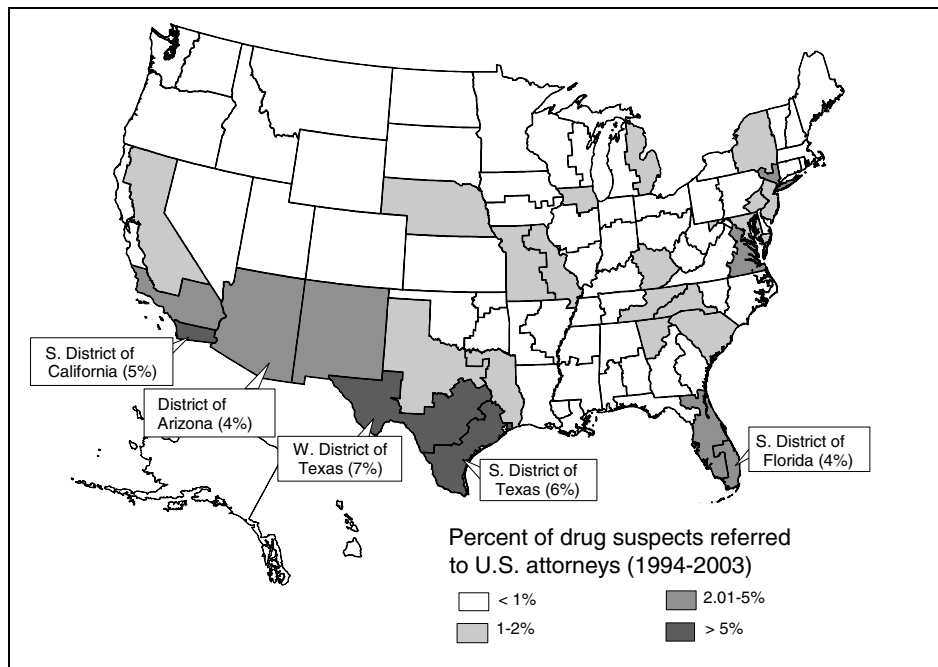 S. District of
California (5%)
District of
Arizona (4%)
W. District of
Texas (7%)
S. District of
Texas (6%)
S. District of
Florida (4%)
Percent of drug suspects referred
to U.S. attorneys (1994-2003)
< 1%
2.01-5%
1-2%
> 5%